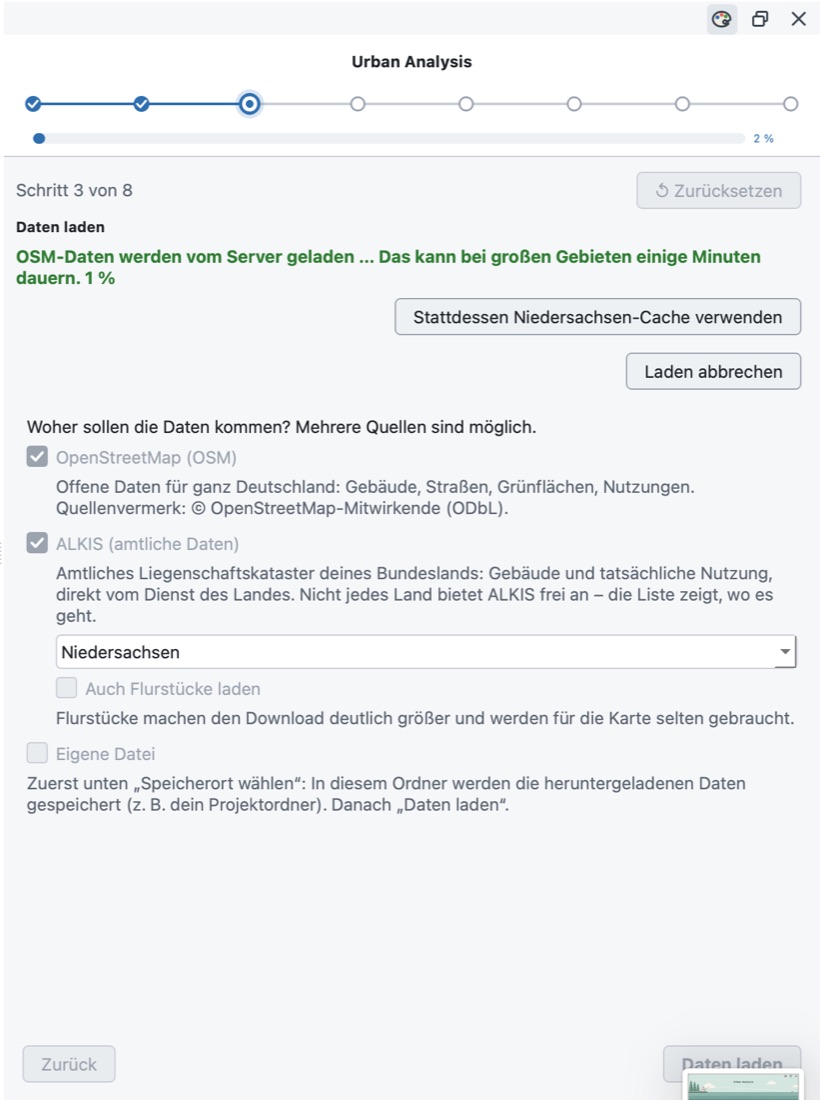 Urban Analysis
2 %
Schritt 3 von 8
Zurücksetzen
Daten laden
OSM-Daten werden vom Server geladen ... Das kann bei großen Gebieten einige Minuten
dauern. 1 %
Stattdessen Niedersachsen-Cache verwenden
Laden abbrechen
Woher sollen die Daten kommen? Mehrere Quellen sind möglich.
OpenStreetMap (OSM)
Offene Daten für ganz Deutschland: Gebäude, Straßen, Grünflächen, Nutzungen.
Quellenvermerk: © OpenStreetMap-Mitwirkende (ODbL).
ALKIS (amtliche Daten)
Amtliches Liegenschaftskataster deines Bundeslands: Gebäude und tatsächliche Nutzung,
direkt vom Dienst des Landes. Nicht jedes Land bietet ALKIS frei an – die Liste zeigt, wo es
geht.
Niedersachsen
Auch Flurstücke laden
Flurstücke machen den Download deutlich größer und werden für die Karte selten gebraucht.
Eigene Datei
Zuerst unten „Speicherort wählen“: In diesem Ordner werden die heruntergeladenen Daten
gespeichert (z. B. dein Projektordner). Danach „Daten laden“.
Zurück
Daten laden